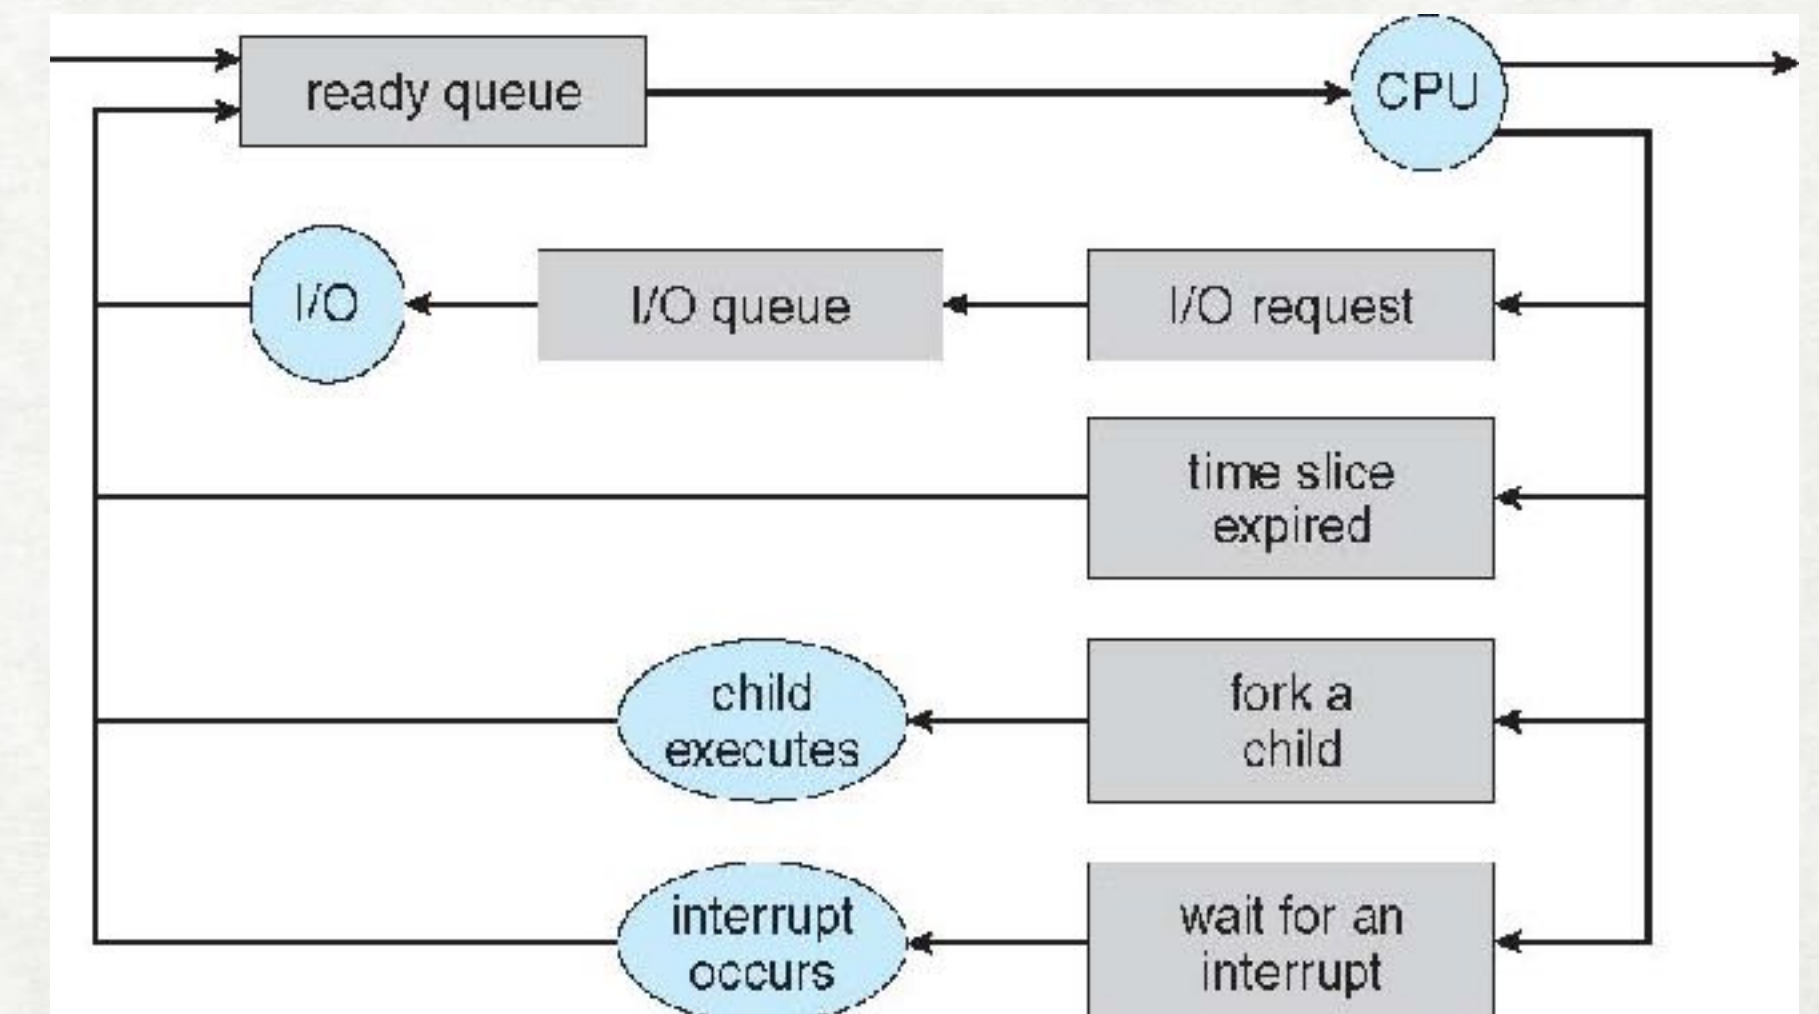 ready queue
CPU
I/O
I/O queue
I/O request
time slice
expired
child
executes
fork a
child
interrupt
occurs
wait for an
interrupt